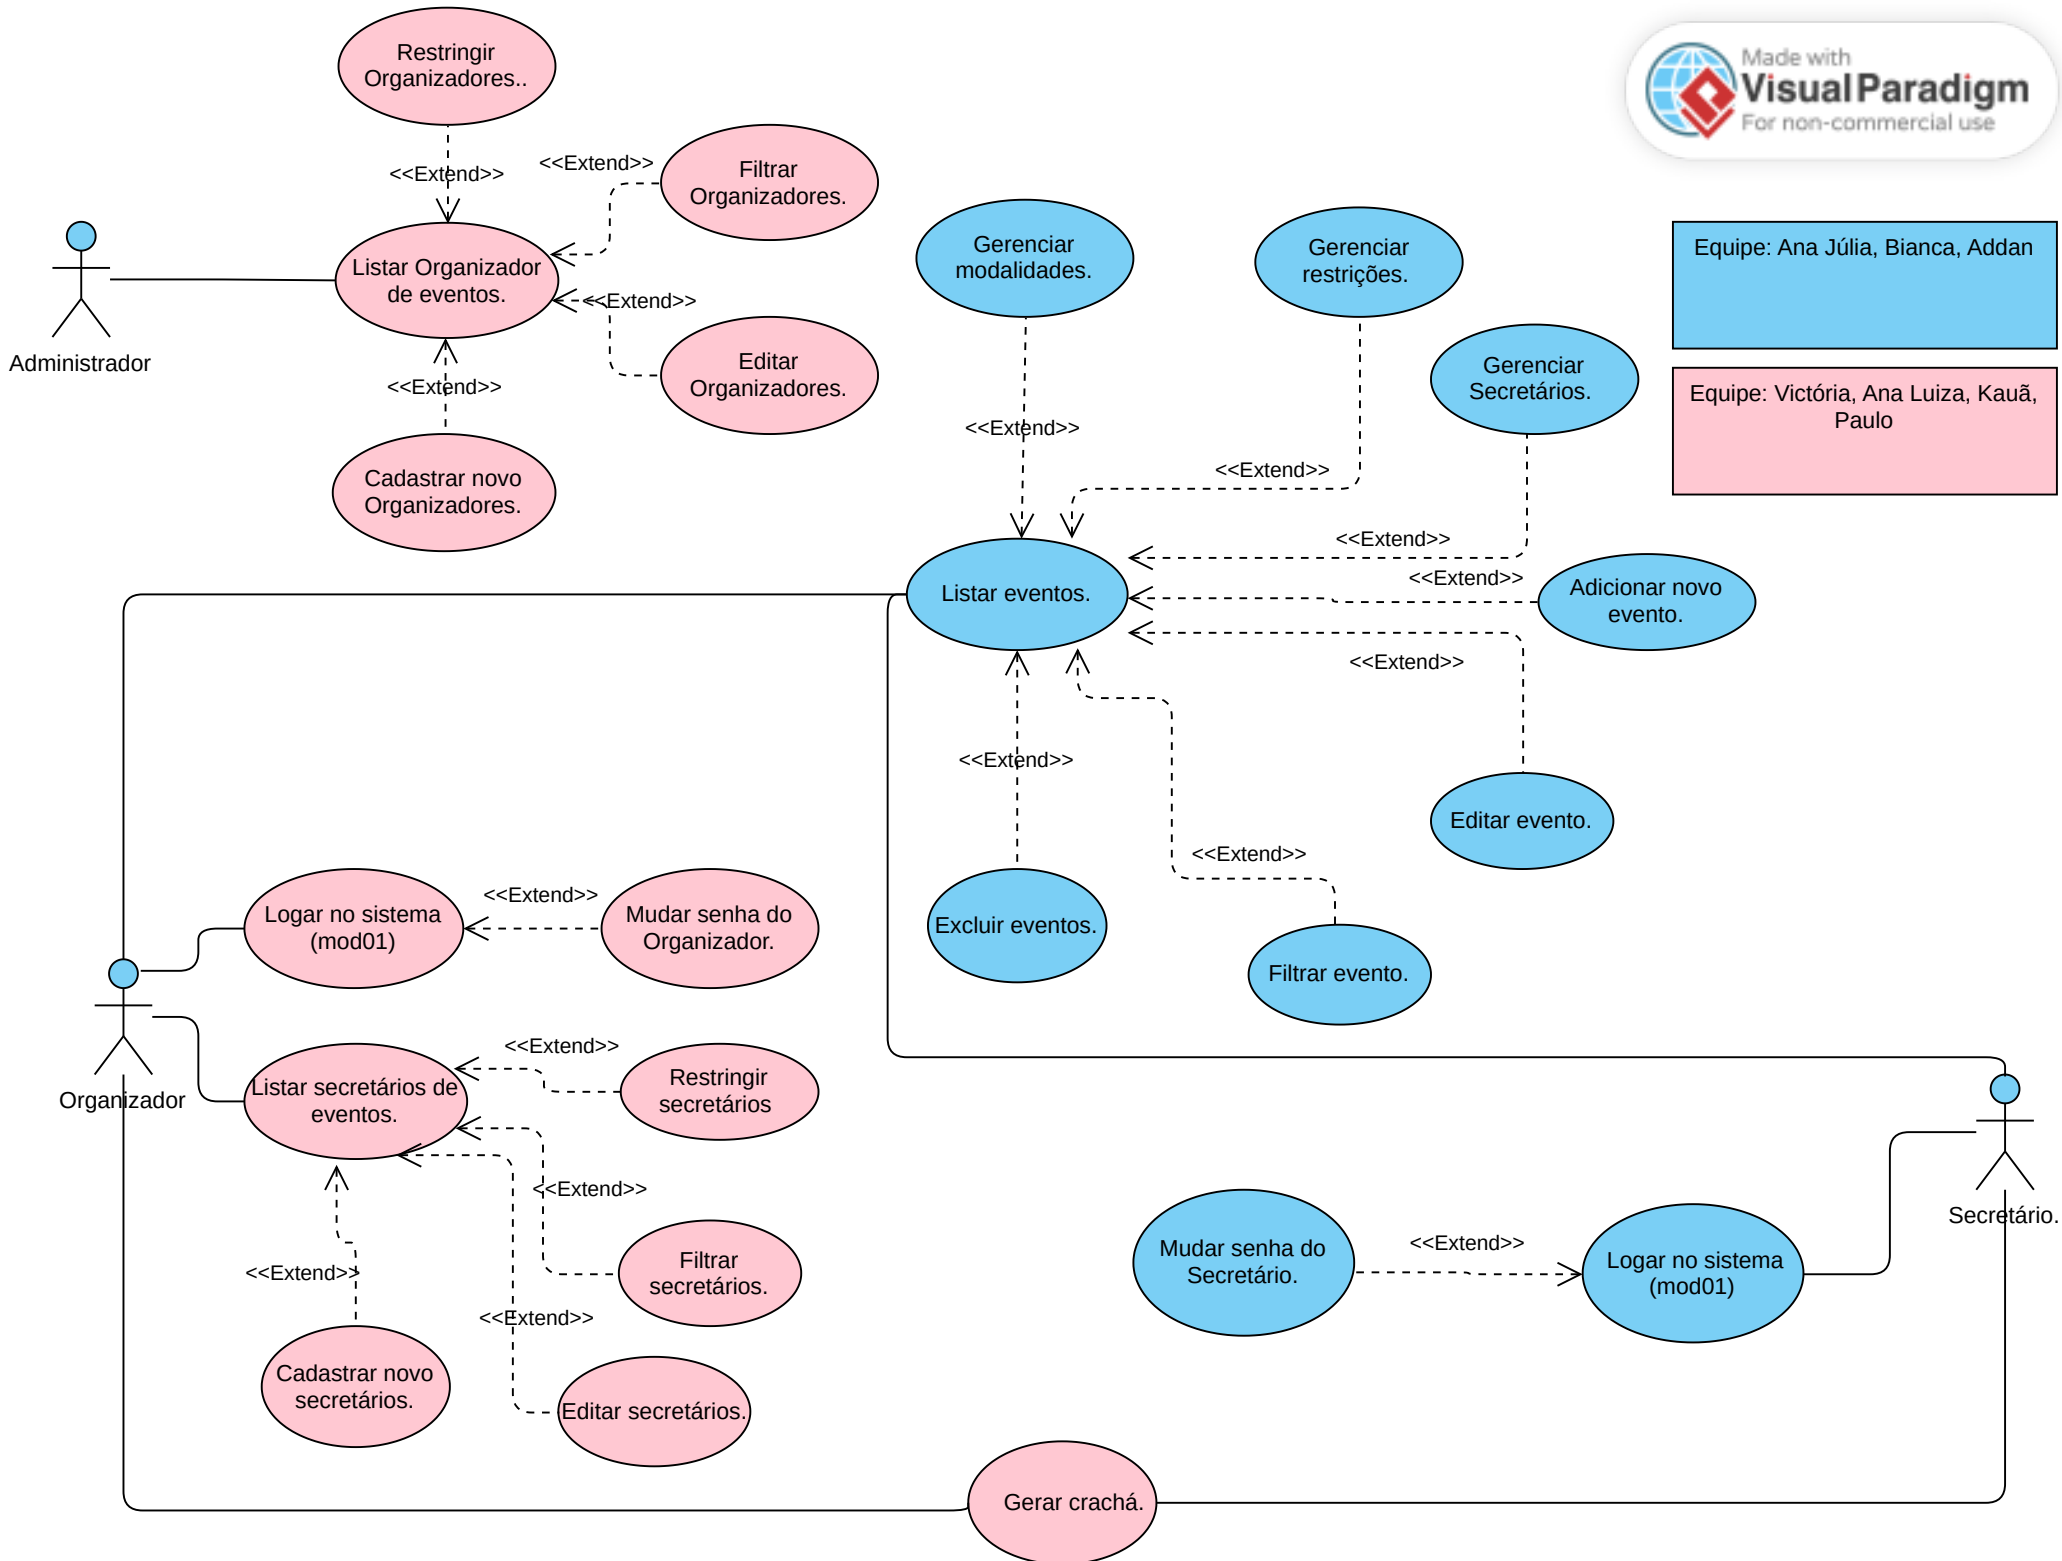 Restringir
Organizadores..
Made with
Visual Paradigm
For non-commercial use
<<Extend>>
<<Extend>>
Filtrar
Organizadores.
Gerenciar
modalidades.
Gerenciar
restrições.
Equipe: Ana Júlia, Bianca, Addan
Listar Organizador
de eventos.
<<Extend>>
Administrador
Editar
Organizadores.
<<Extend>>
Gerenciar
Secretários.
Equipe: Victória, Ana Luiza, Kauã,
Paulo
<<Extend>>
<<Extend>>
Cadastrar novo
Organizadores.
<<Extend>>
<<Extend>>
Listar eventos.
Adicionar novo
evento.
<<Extend>>
<<Extend>>
Editar evento.
<<Extend>>
Excluir eventos.
Filtrar evento.
Logar no sistema
(mod01)
<<Extend>>
Mudar senha do
Organizador.
Organizador
Listar secretários de
eventos.
<<Extend>>
Restringir
secretários
<<Extend>>
Filtrar
secretários.
<<Extend>>
<<Extend>>
Cadastrar novo
secretários.
Editar secretários.
Mudar senha do
Secretário.
<<Extend>>
Logar no sistema
(mod01)
Secretário.
Gerar crachá.